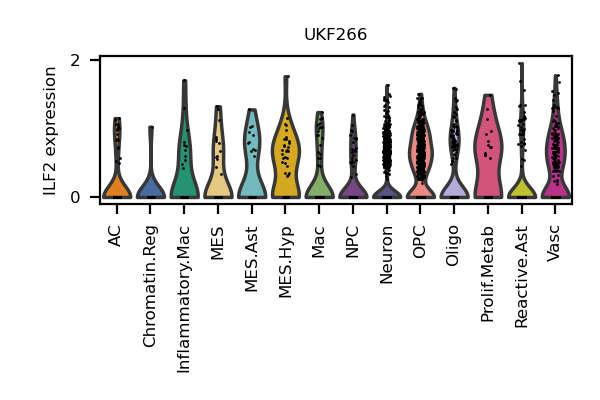 UKF266
ILF2 expression
2
0
AC
Chromatin.Reg
Inflammatory.Mac
MES
MES.Ast
MES.Hyp
Mac
NPC
Neuron
OPC
Oligo
Prolif.Metab
Reactive.Ast
Vasc